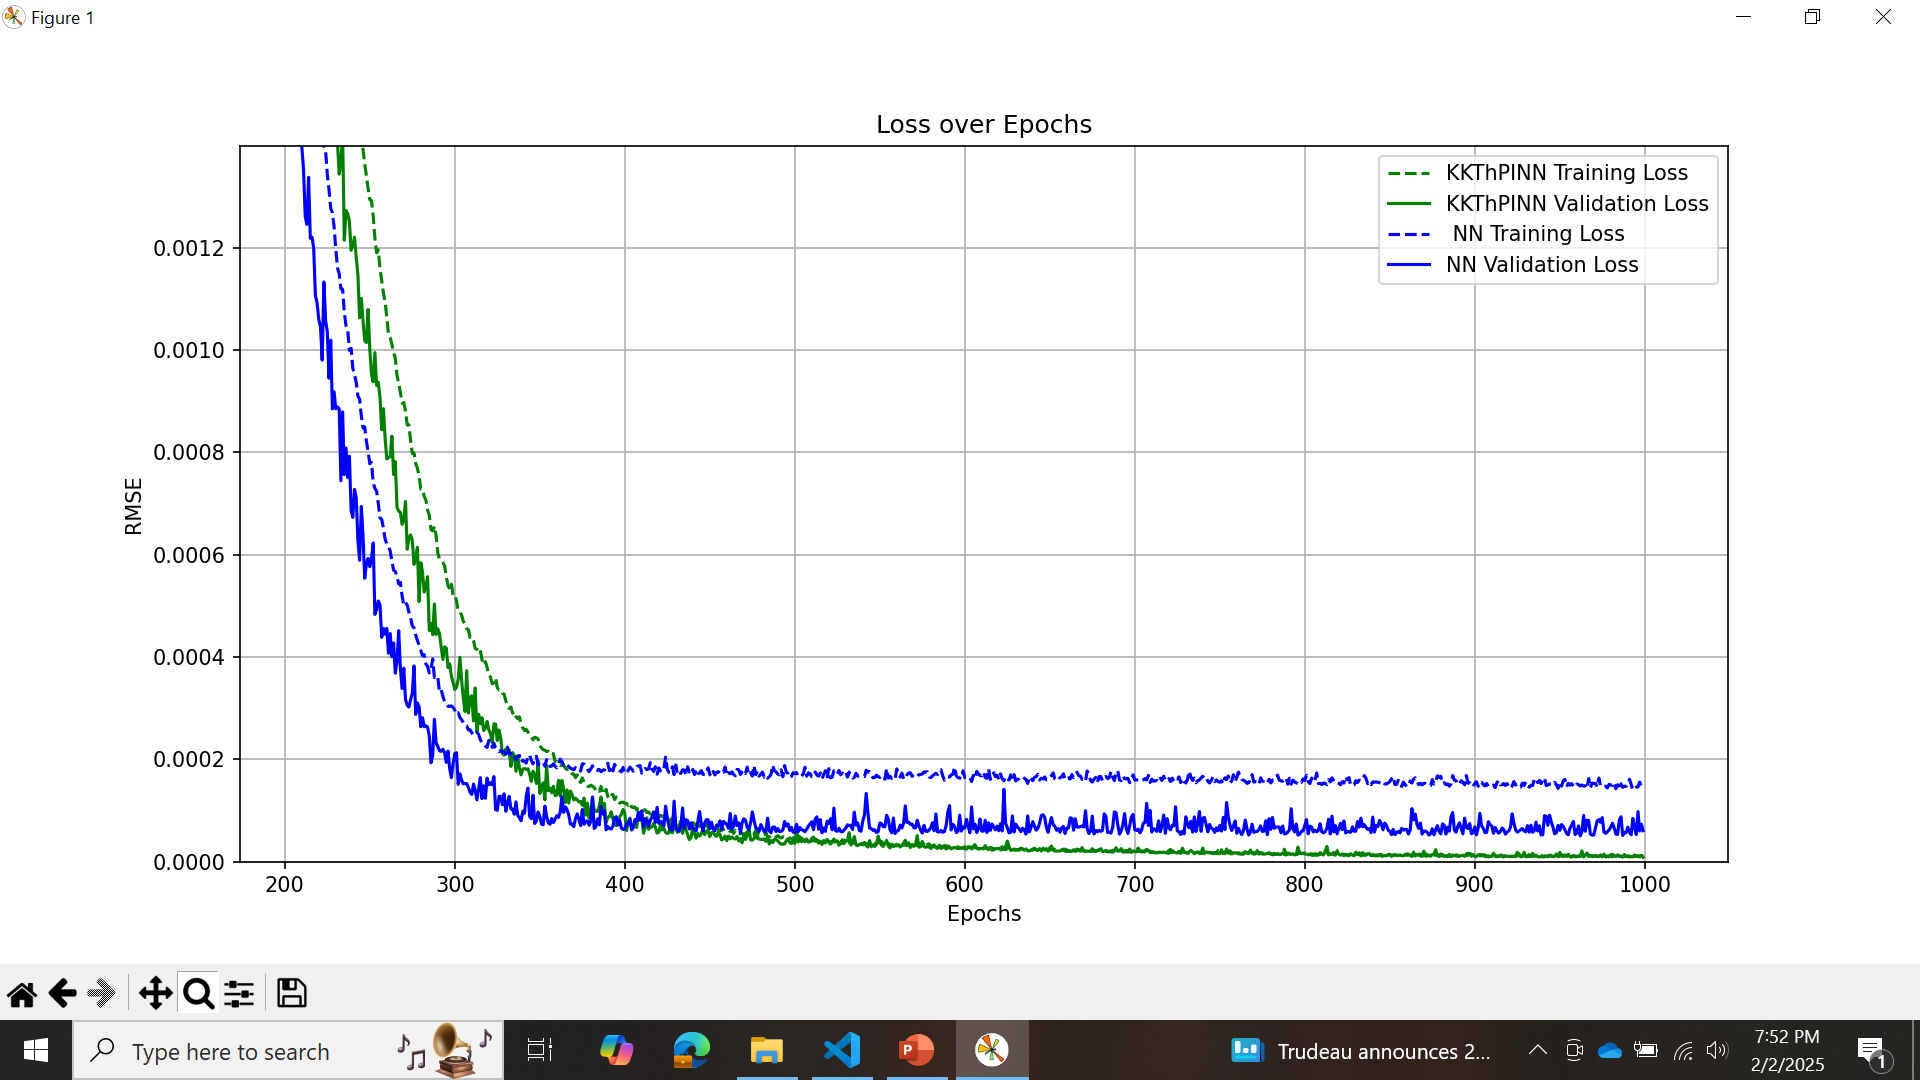 Figure 1
Loss over Epochs
KKThPINN Training Loss
KKThPINN Validation Loss
NN Training Loss
NN Validation Loss
RMSE
0.0012
0.0010
0.0008
0.0006
0.0004
0.0002
0.0000
200 300 400 500 600 700 800 900 1000
Epochs
Type here to search
P
Trudeau announces 2...
7:52 PM
2/2/2025
1